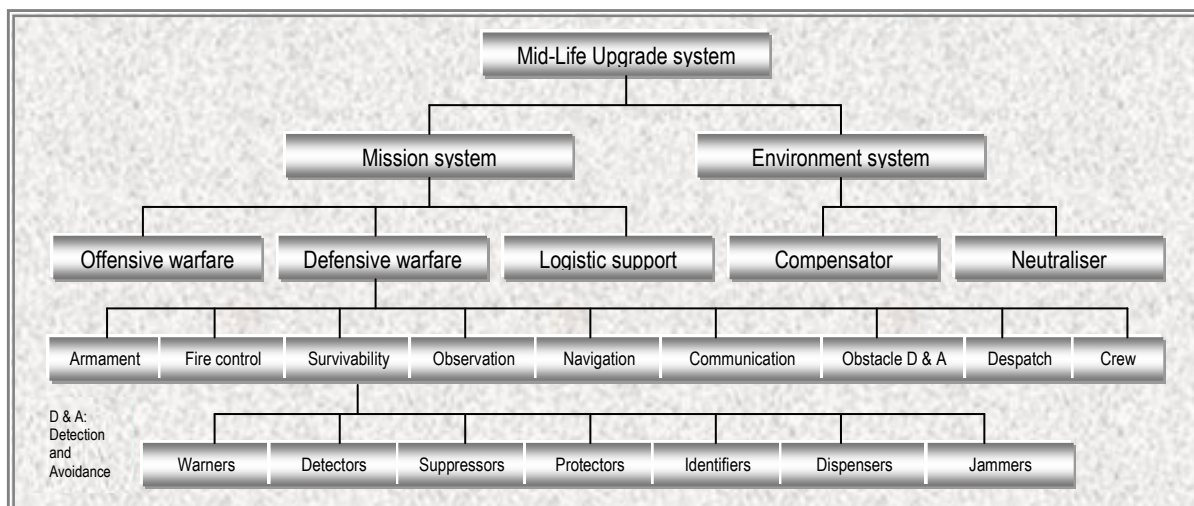 Mid-Life Upgrade system
Mission system
Environment system
Offensive warfare
Defensive warfare
Logistic support
Compensator
Neutraliser
Armament
Fire control
Survivability
Observation
Navigation
Communication
Obstacle D & A
Despatch
Crew
D & A:
Detection
and
Avoidance
Warners
Detectors
Suppressors
Protectors
Identifiers
Dispensers
Jammers